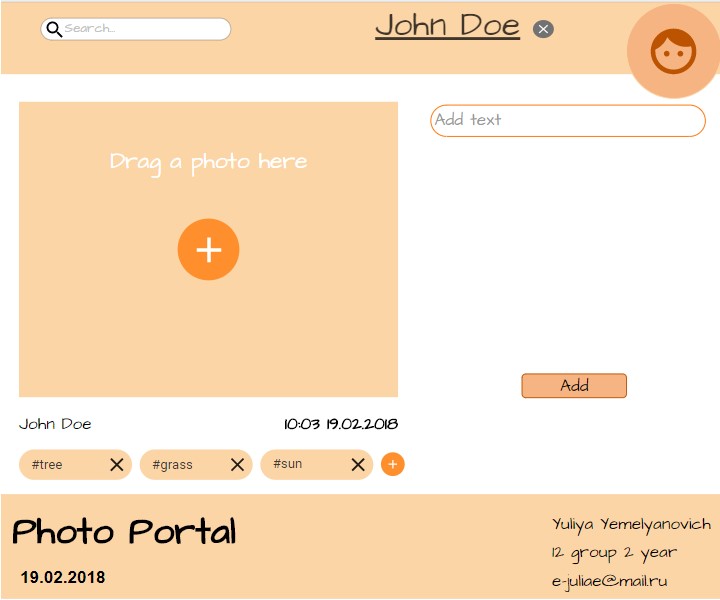 Search...
John Doe
Drag a photo here
Add text
Add
John Doe
10:03 19.02.2018
#tree
#grass
#sun
Photo Portal
19.02.2018
Yuliya Yemelyanovich
12 group 2 year
e-juliae@mail.ru